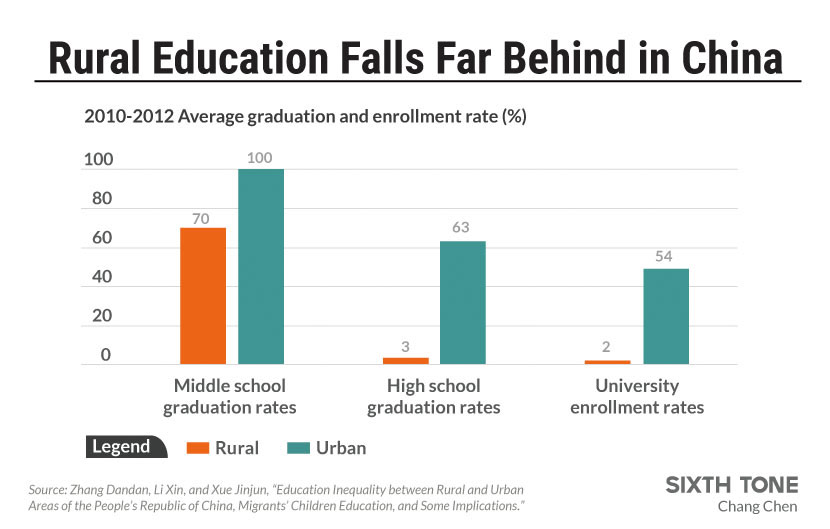 Rural Education Falls Far Behind in China
2010-2012 Average graduation and enrollment rate (%)
100
80
60
40
20
0
70
100
3
63
2
54
Middle school
graduation rates
High school
graduation rates
University
enrollment rates
Legend
Rural
Urban
Source: Zhang Dandan, Li Xin, and Xue Jinjun, “Education Inequality between Rural and Urban
Areas of the People’s Republic of China, Migrants’ Children Education, and Some Implications.”
SIXTH TONE
Chang Chen